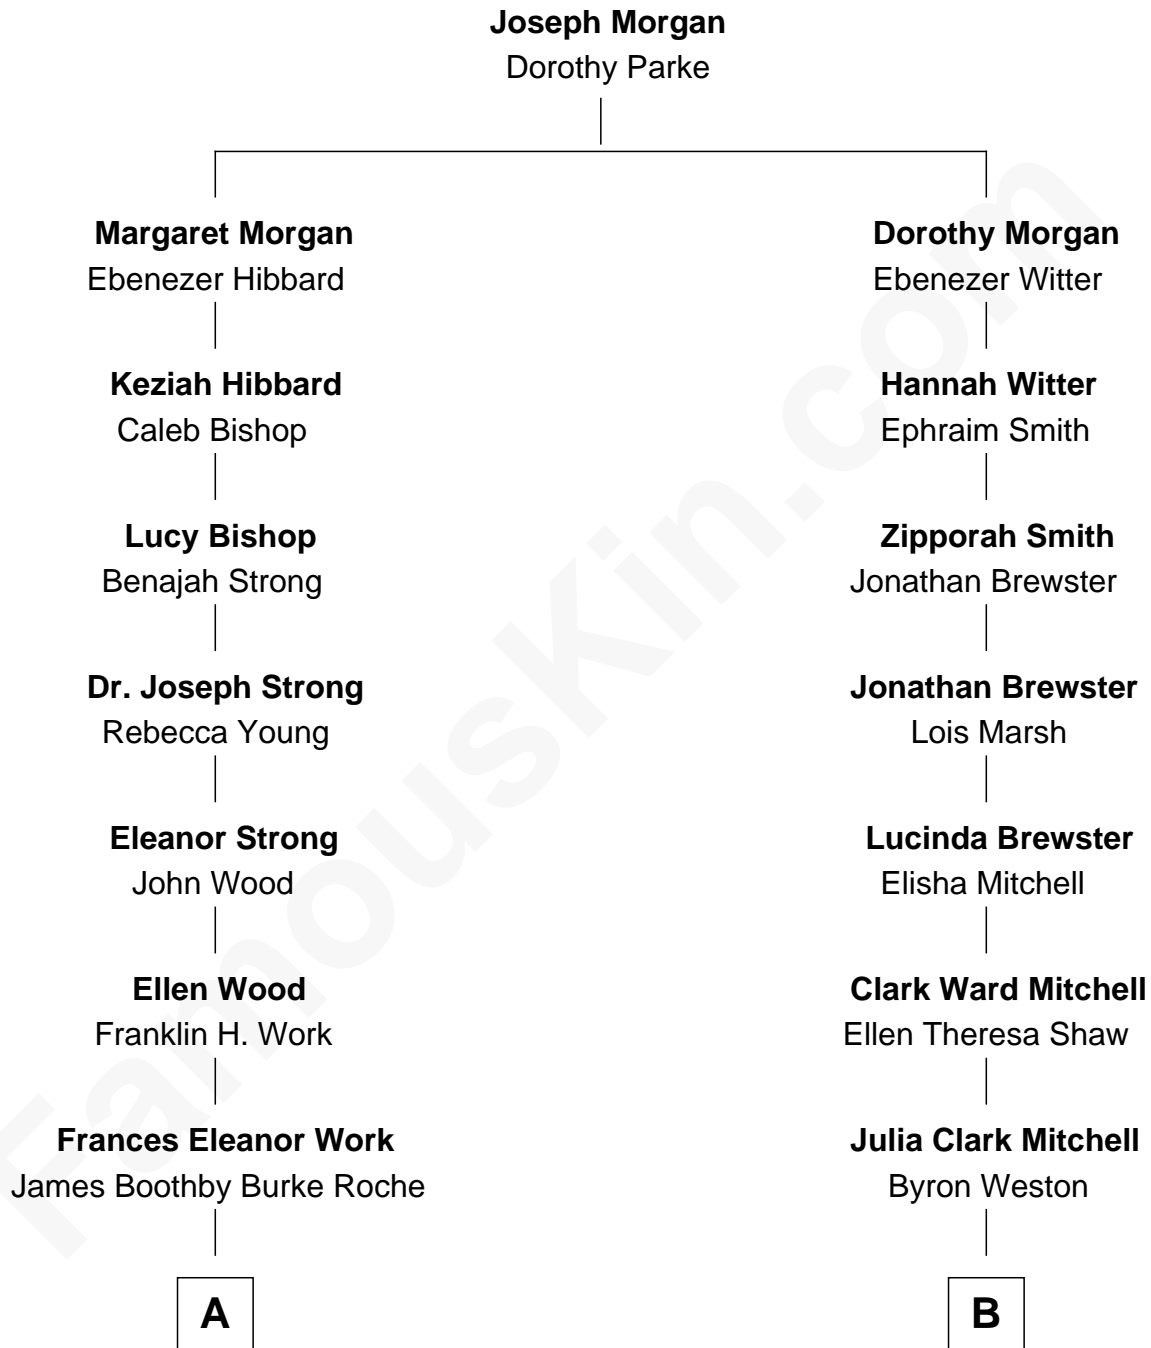 Joseph Morgan
Dorothy Parke
Margaret Morgan
Ebenezer Hibbard
Dorothy Morgan
Ebenezer Witter
Keziah Hibbard
Caleb Bishop
Hannah Witter
Ephraim Smith
Lucy Bishop
Benajah Strong
Zipporah Smith
Jonathan Brewster
Dr. Joseph Strong
Rebecca Young
Jonathan Brewster
Lois Marsh
Eleanor Strong
John Wood
Lucinda Brewster
Elisha Mitchell
Ellen Wood
Franklin H. Work
Clark Ward Mitchell
Ellen Theresa Shaw
Frances Eleanor Work
James Boothby Burke Roche
Julia Clark Mitchell
Byron Weston
A
B
FamousKin.com